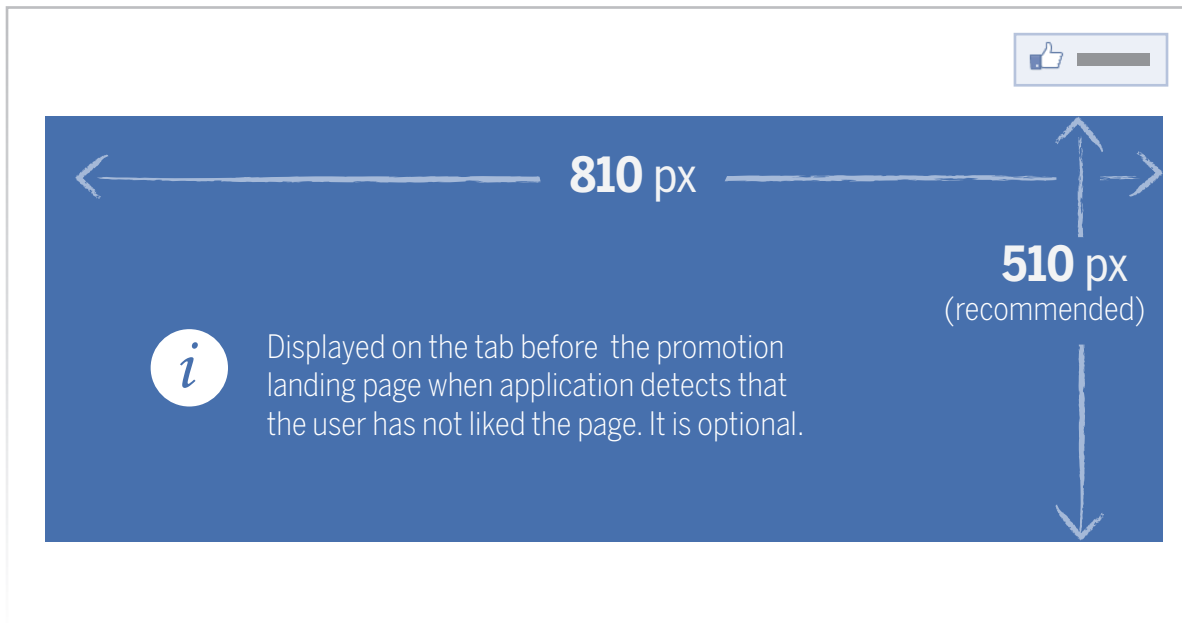 810 px
510 px
(recommended)
i
Displayed on the tab before the promotion
landing page when application detects that
the user has not liked the page. It is optional.